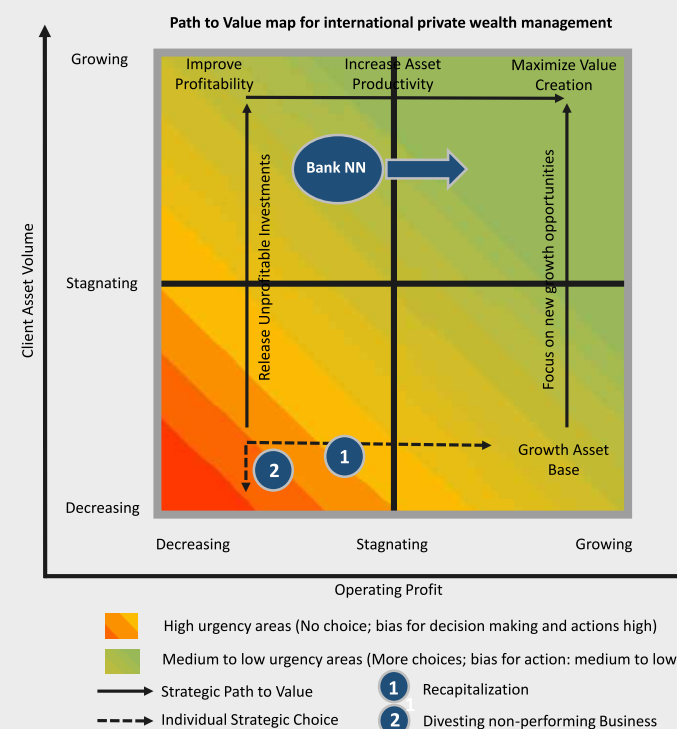 Path to Value map for international private wealth management
Growing
Improve
Profitability
Increase Asset
Productivity
Maximize Value
Creation
Bank NN
Release Unprofitable Investments
Focus on new growth opportunities
Client Asset Volume
Stagnating
1
2
Growth Asset
Base
Decreasing
Decreasing
Stagnating
Growing
Operating Profit
High urgency areas (No choice; bias for decision making and actions high)
Medium to low urgency areas (More choices; bias for action: medium to low
Strategic Path to Value
1
Recapitalization
1
Individual Strategic Choice
2
Divesting non-performing Business